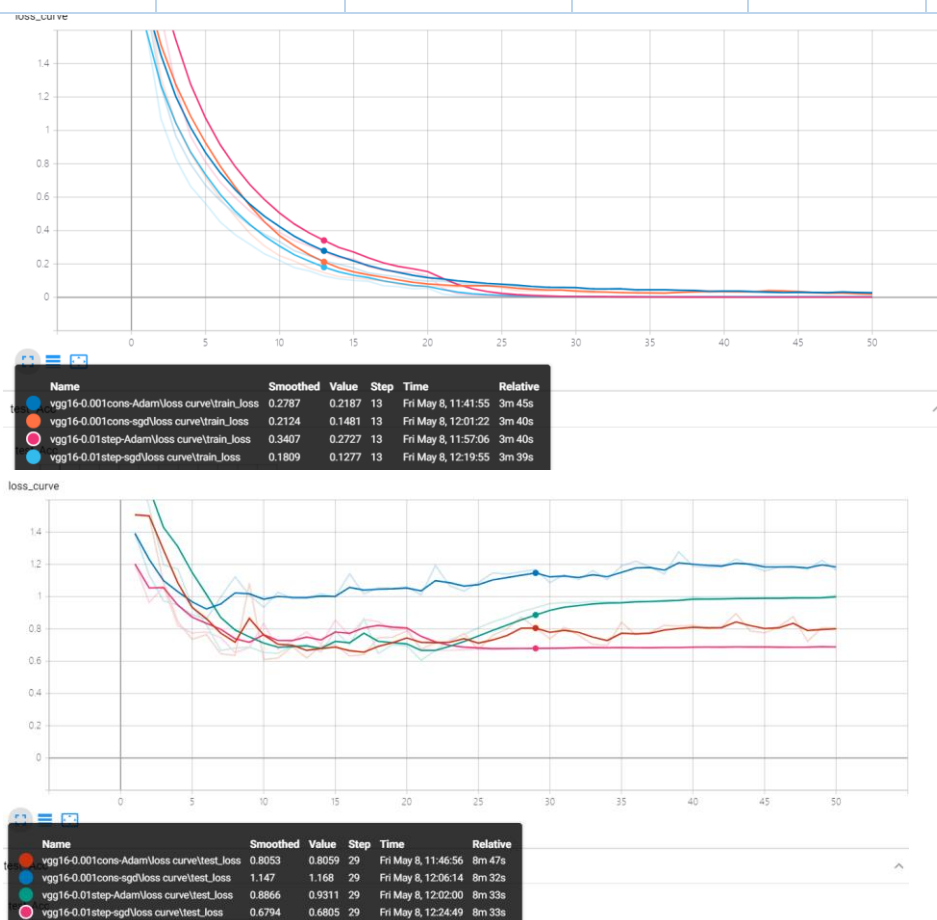 loss_curve
1.4
1.2
1
0.8
0.6
0.4
0.2
0
0 5 10 15 20 25 30 35 40 45 50
Name Smoothed Value Step Time Relative
vgg16-0.001cons-Adam\loss curve\train_loss 0.2787 0.2187 13 Fri May 8, 11:41:55 3m 45s
vgg16-0.001cons-sgd\loss curve\train_loss 0.2124 0.1481 13 Fri May 8, 12:01:22 3m 40s
vgg16-0.01step-Adam\loss curve\train_loss 0.3407 0.2727 13 Fri May 8, 11:57:06 3m 40s
vgg16-0.01step-sgd\loss curve\train_loss 0.1809 0.1277 13 Fri May 8, 12:19:55 3m 39s
loss_curve
1.4
1.2
1
0.8
0.6
0.4
0.2
0
0 5 10 15 20 25 30 35 40 45 50
Name Smoothed Value Step Time Relative
vgg16-0.001cons-Adam\loss curve\test_loss 0.8053 0.8059 29 Fri May 8, 11:46:56 8m 47s
vgg16-0.001cons-sgd\loss curve\test_loss 1.147 1.168 29 Fri May 8, 12:06:14 8m 32s
vgg16-0.01step-Adam\loss curve\test_loss 0.8866 0.9311 29 Fri May 8, 12:02:00 8m 33s
vgg16-0.01step-sgd\loss curve\test_loss 0.6794 0.6805 29 Fri May 8, 12:24:49 8m 33s